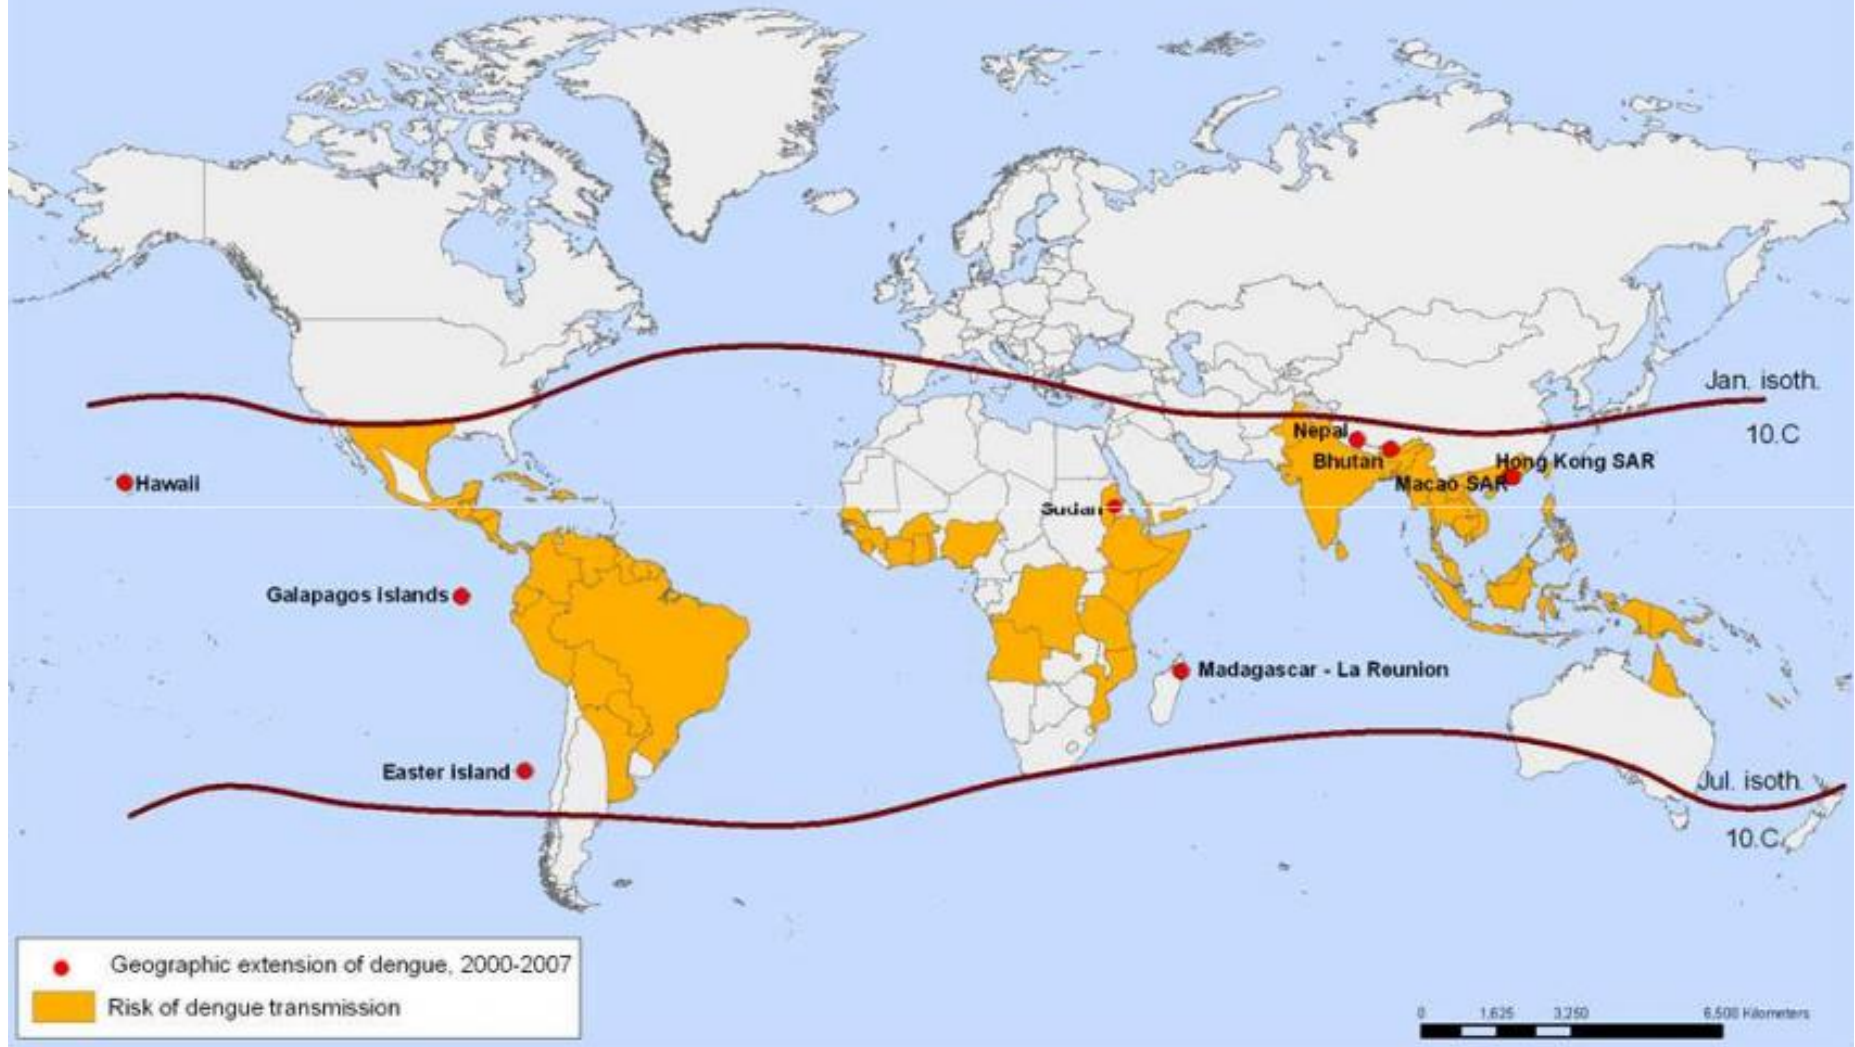 Jan. isoth.
10.C
Nepal
Bhutan
Hong Kong SAR
Macao SAR
Hawaii
Sudan
Galapagos islands
Madagascar - La Reunion
Easter island
Jul. isoth.
10.C
Geographic extension of dengue, 2000-2007
Risk of dengue transmission
0 1,625 3,250 6,500 Kilometers